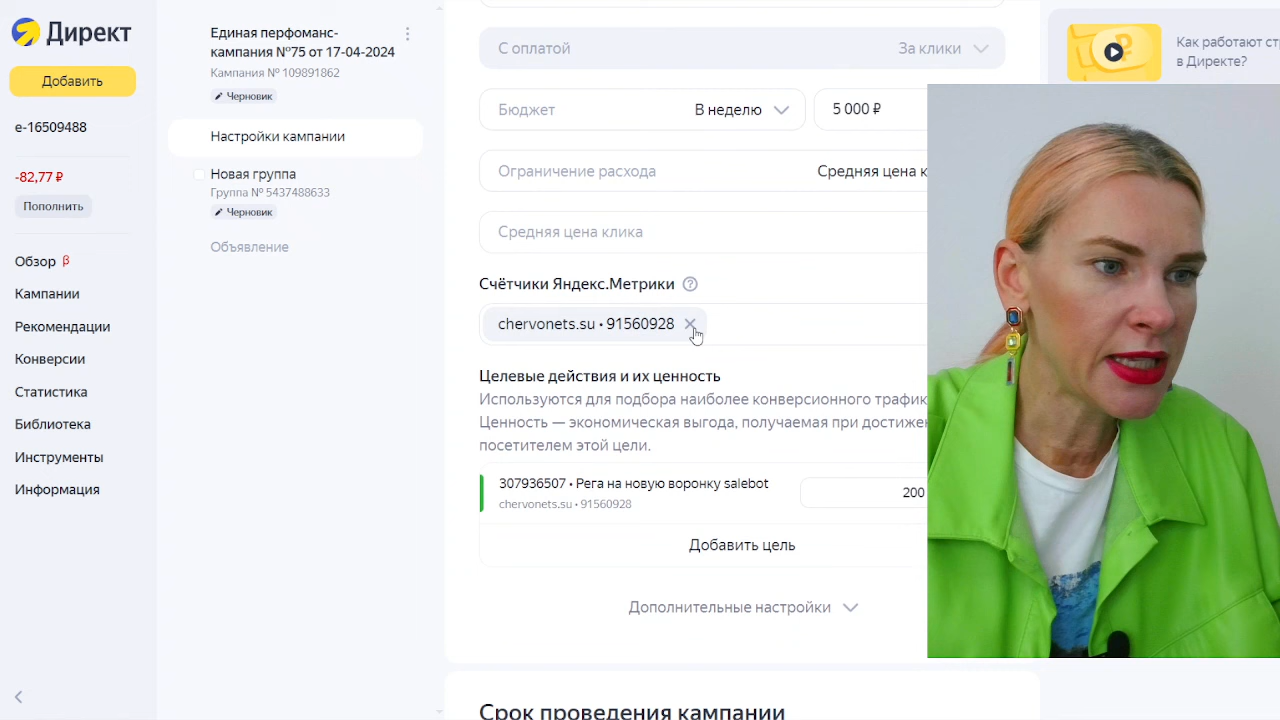 Директ
Добавить
e-16509488
-82,77 ₽
Пополнить
Обзор β
Кампании
Рекомендации
Конверсии
Статистика
Библиотека
Инструменты
Информация
Единая перфоманс-
кампания №75 от 17-04-2024
Кампания № 109891862
Черновик
Настройки кампании
Новая группа
Группа № 5437488633
Черновик
Объявление
С оплатой За клики
Бюджет В неделю 5 000 ₽
Ограничение расхода Средняя цена к
Средняя цена клика
Счётчики Яндекс.Метрики
chervonets.su • 91560928
Целевые действия и их ценность
Используются для подбора наиболее конверсионного трафик
Ценность — экономическая выгода, получаемая при достижен
посетителем этой цели.
307936507 • Рега на новую воронку salebot 200
chervonets.su • 91560928
Добавить цель
Дополнительные настройки
Срок проведения кампании
Как работают стр
в Директе?